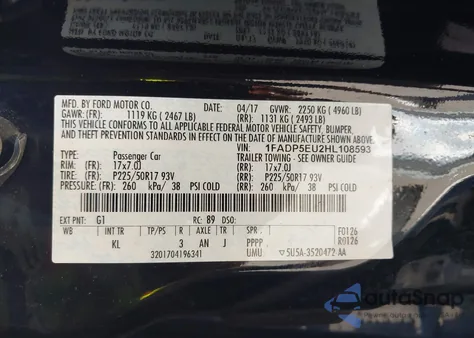 MFD. BY FORD MOTOR CO.
04/17 GVWR: 2250 KG ( 4960 LB)
GAWR:(FR) 1119 KG ( 2467 LB) (RR): 1131 KG ( 2493 LB)
THIS VEHICLE CONFORMS TO ALL APPLICABLE FEDERAL MOTOR VEHICLE SAFETY, BUMPER,
AND THEFT PREVENTION STANDARDS IN EFFECT ON THE DATE OF MANUFACTURE SHOWN ABOVE.
VIN: 1FADP5EU2HL108593
TYPE: Passenger Car TRAILER TOWING - SEE OWNER GUIDE
RIM: (FR) (17x7.0J) (RR) (17x7.0J)
TIRE:(FR) P225/50R17 93V P225/50R17 93V
PRESSURE:(FR) 260 kPa/ 38 PSI COLD (RR) 260 kPa/ 38 PSI COLD
EXT PNT: G1 RC: 89 DSO: F0126
WB INT TR TP/PS R AX TR SPR R0126
KL 3 AN J PPPP
3201704196341 UMU 5U5A-3520472 AA
autoSnap